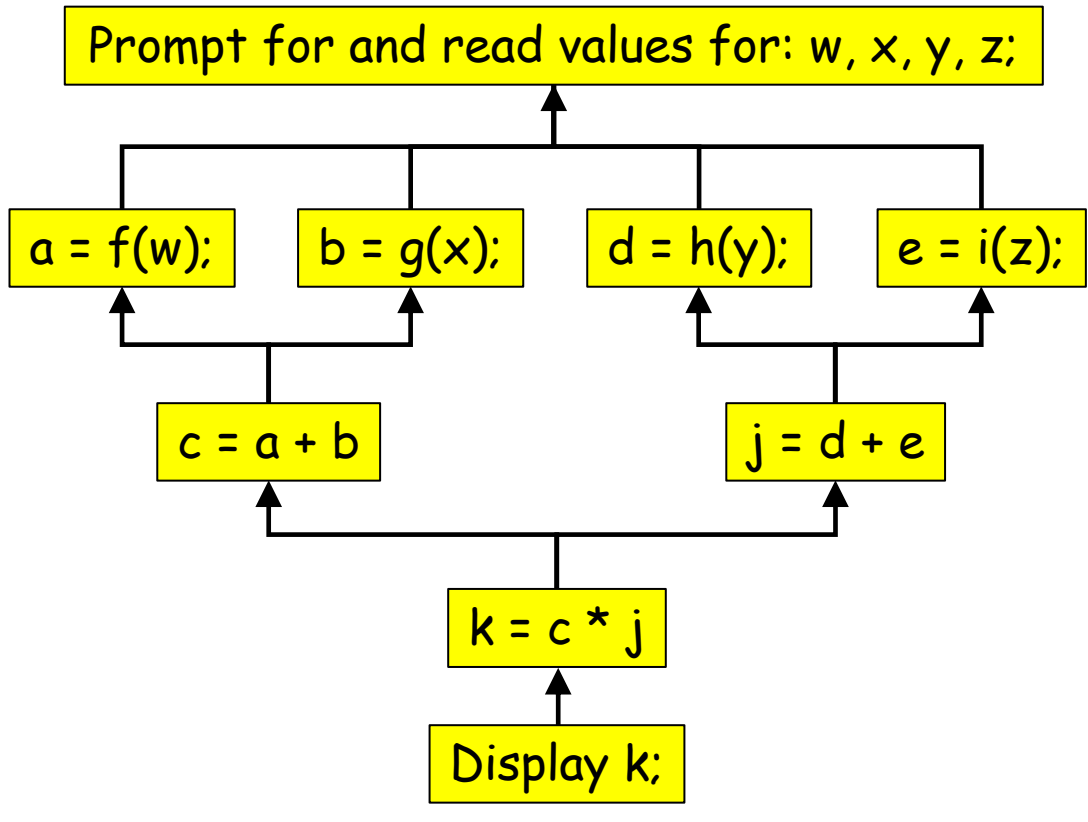 Prompt for and read values for: w, x, y, z;
a = f(w);
b = g(x);
d = h(y);
e = i(z);
c = a + b
j = d + e
k = c * j
Display k;